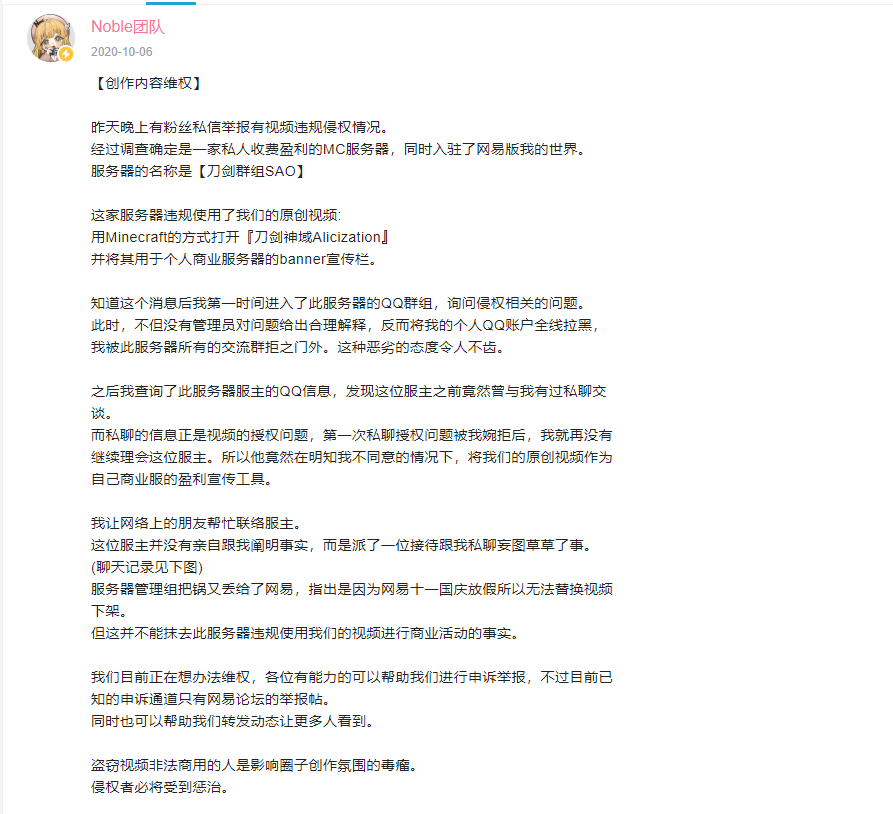 Noble团队
2020-10-06
【创作内容维权】
昨天晚上有粉丝私信举报有视频违规侵权情况。
经过调查确定是一家私人收费盈利的MC服务器，同时入驻了网易版我的世界。
服务器的名称是【刀剑群组SAO】
这家服务器违规使用了我们的原创视频:
用Minecraft的方式打开『刀剑神域Alicization』
并将其用于个人商业服务器的banner宣传栏。
知道这个消息后我第一时间进入了此服务器的QQ群组，询问侵权相关的问题。
此时，不但没有管理员对问题给出合理解释，反而将我的个人QQ账户全线拉黑，
我被此服务器所有的交流群拒之门外。这种恶劣的态度令人不齿。
之后我查询了此服务器服主的QQ信息，发现这位服主之前竟然曾与我有过私聊交
谈。
而私聊的信息正是视频的授权问题，第一次私聊授权问题被我婉拒后，我就再没有
继续理会这位服主。所以他竟然在明知我不同意的情况下，将我们的原创视频作为
自己商业服的盈利宣传工具。
我让网络上的朋友帮忙联络服主。
这位服主并没有亲自跟我阐明事实，而是派了一位接待跟我私聊妄图草草了事。
(聊天记录见下图)
服务器管理组把锅又丢给了网易，指出是因为网易十一国庆放假所以无法替换视频
下架。
但这并不能抹去此服务器违规使用我们的视频进行商业活动的事实。
我们目前正在想办法维权，各位有能力的可以帮助我们进行申诉举报，不过目前已
知的申诉通道只有网易论坛的举报帖。
同时也可以帮助我们转发动态让更多人看到。
盗窃视频非法商用的人是影响圈子创作氛围的毒瘤。
侵权者必将受到惩治。